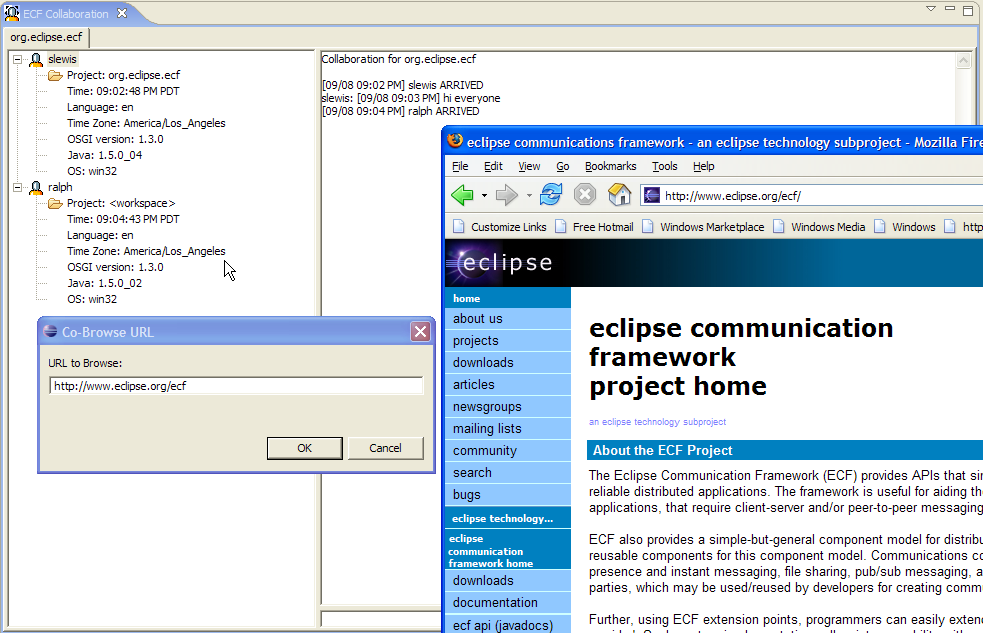 ECF Collaboration
org.eclipse.ecf
slewis
Project: org.eclipse.ecf
Time: 09:02:48 PM PDT
Language: en
Time Zone: America/Los_Angeles
OSGI version: 1.3.0
Java: 1.5.0_04
OS: win32
ralph
Project: <workspace>
Time: 09:04:43 PM PDT
Language: en
Time Zone: America/Los_Angeles
OSGI version: 1.3.0
Java: 1.5.0_02
OS: win32
Collaboration for org.eclipse.ecf
[09/08 09:02 PM] slewis ARRIVED
slewis: [09/08 09:03 PM] hi everyone
[09/08 09:04 PM] ralph ARRIVED
Co-Browse URL
URL to Browse:
http://www.eclipse.org/ecf
OK Cancel
eclipse communications framework - an eclipse technology subproject - Mozilla Fire
File Edit View Go Bookmarks Tools Help
http://www.eclipse.org/ecf/
Customize Links Free Hotmail Windows Marketplace Windows Media Windows http
eclipse
home
about us
projects
downloads
articles
newsgroups
mailing lists
community
search
bugs
eclipse technology...
eclipse
communication
framework home
downloads
documentation
ecf api (javadocs)
eclipse communication
framework
project home
an eclipse technology subproject
About the ECF Project
The Eclipse Communication Framework (ECF) provides APIs that si
reliable distributed applications. The framework is useful for aiding th
applications, that require client-server and/or peer-to-peer messaging
ECF also provides a simple-but-general component model for distribu
reusable components for this component model. Communications co
presence and instant messaging, file sharing, pub/sub messaging, a
parties, which may be used/reused by developers for creating comm
Further, using ECF extension points, programmers can easily extend